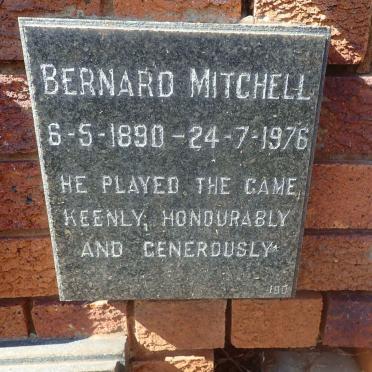 BERNARD MITCHELL
6-5-1890 - 24-7-1976
HE PLAYED THE GAME
KEENLY, HONOURABLY
AND GENEROUSLY
190